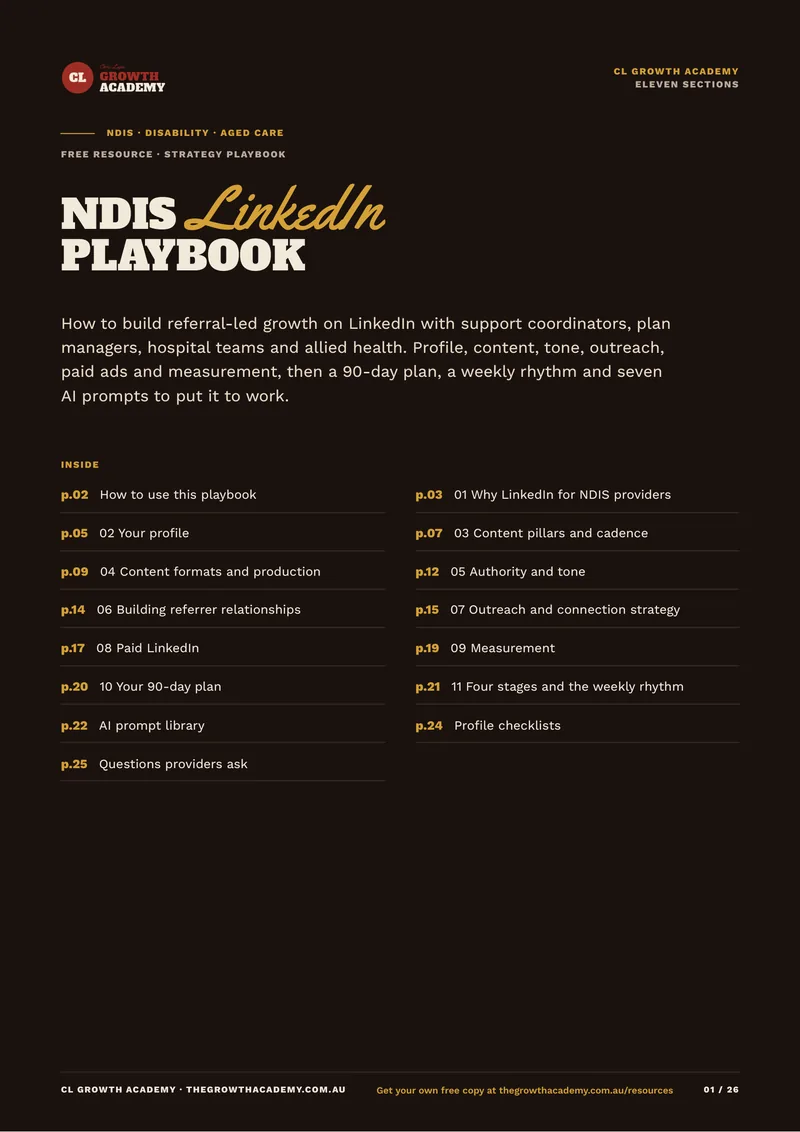 CL
GROWTH
ACADEMY
CL GROWTH ACADEMY
ELEVEN SECTIONS
NDIS · DISABILITY · AGED CARE
FREE RESOURCE · STRATEGY PLAYBOOK
NDIS LinkedIn
PLAYBOOK
How to build referral-led growth on LinkedIn with support coordinators, plan
managers, hospital teams and allied health. Profile, content, tone, outreach,
paid ads and measurement, then a 90-day plan, a weekly rhythm and seven
AI prompts to put it to work.
INSIDE
p.02 How to use this playbook
p.03 01 Why LinkedIn for NDIS providers
p.05 02 Your profile
p.07 03 Content pillars and cadence
p.09 04 Content formats and production
p.12 05 Authority and tone
p.14 06 Building referrer relationships
p.15 07 Outreach and connection strategy
p.17 08 Paid LinkedIn
p.19 09 Measurement
p.20 10 Your 90-day plan
p.21 11 Four stages and the weekly rhythm
p.22 AI prompt library
p.24 Profile checklists
p.25 Questions providers ask
CL GROWTH ACADEMY · THEGROWTHACADEMY.COM.AU
Get your own free copy at thegrowthacademy.com.au/resources
01 / 26